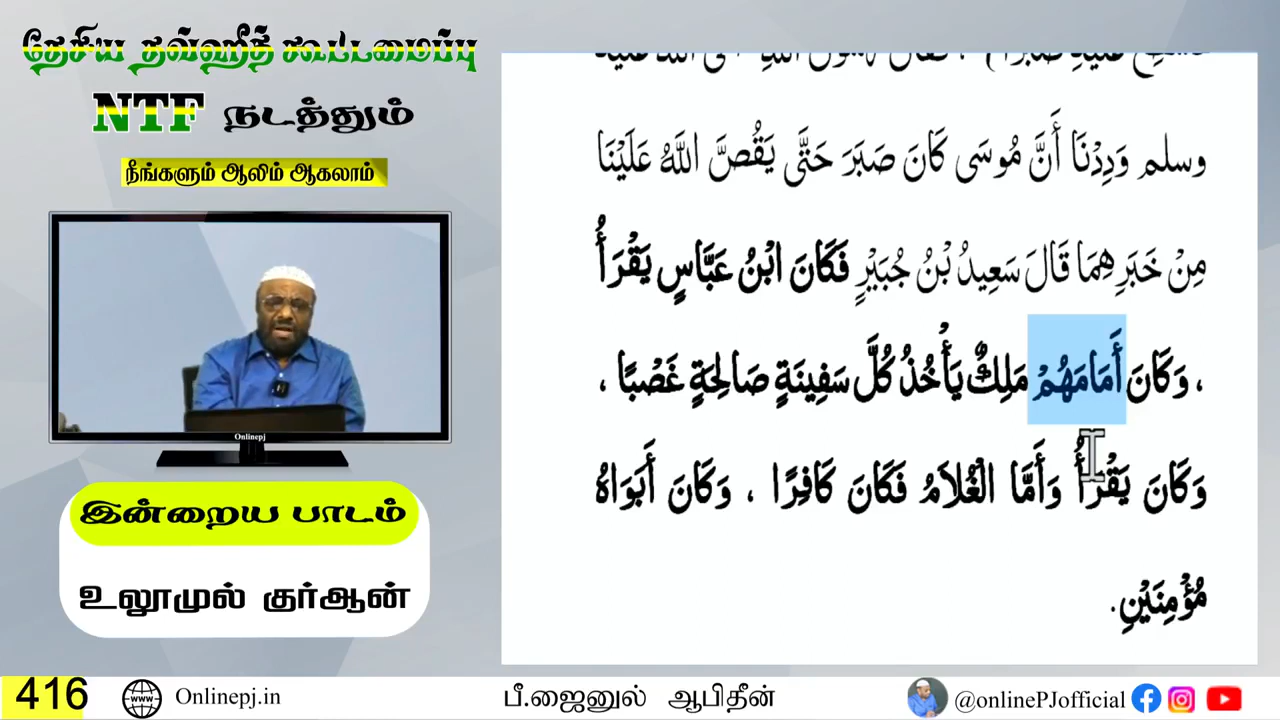 தேசிய தவ்ஹீத் கூட்டமைப்பு
NTF நடத்தும்
நீங்களும் ஆலிம் ஆகலாம்
Onlinepj
இன்றைய பாடம்
உலூமுல் குர்ஆன்
وسلم وَدِدْنَا أَنَّ مُوسَى كَانَ صَبَرَ حَتَّى يَقُصَّ اللَّهُ عَلَيْنَا
مِنْ خَبَرِهِمَا قَالَ سَعِيدُ بْنُ جُبَيْرٍ فَكَانَ ابْنُ عَبَّاسٍ يَقْرَأُ
، وَكَانَ أَمَامَهُمْ مَلِكٌ يَأْخُذُ كُلَّ سَفِينَةٍ صَالِحَةٍ غَصْبًا ،
وَكَانَ يَقْرَأُ وَأَمَّا الْغُلاَمُ فَكَانَ كَافِرًا ، وَكَانَ أَبَوَاهُ
مُؤْمِنَيْنِ.
416
Onlinepj.in
பீ.ஜைனுல் ஆபிதீன்
@onlinePJofficial